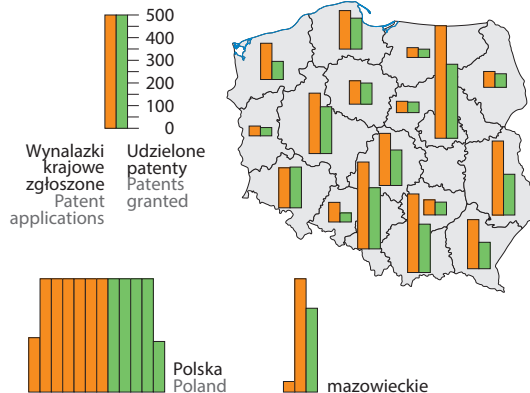 500
400
300
200
100
0
Wynalazki
krajowe
zgłoszone
Patent
applications
Udzielone
patenty
Patents
granted
Polska
Poland
mazowieckie